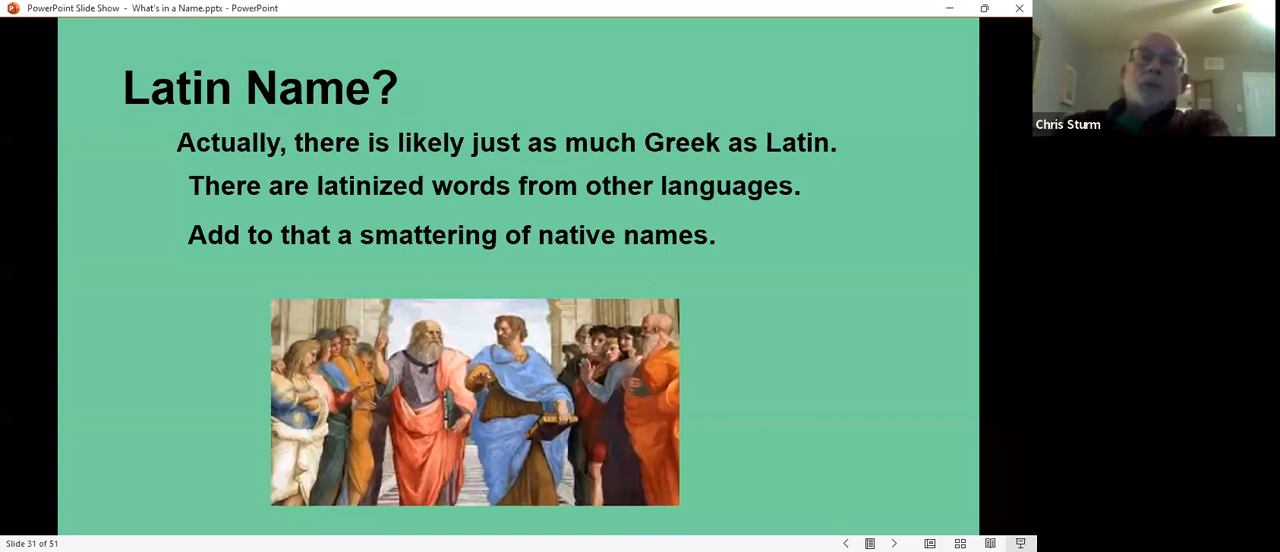 PowerPoint Slide Show - What's in a Name.pptx - PowerPoint
Latin Name?
Actually, there is likely just as much Greek as Latin.
There are latinized words from other languages.
Add to that a smattering of native names.
Chris Sturm
Slide 31 of 51